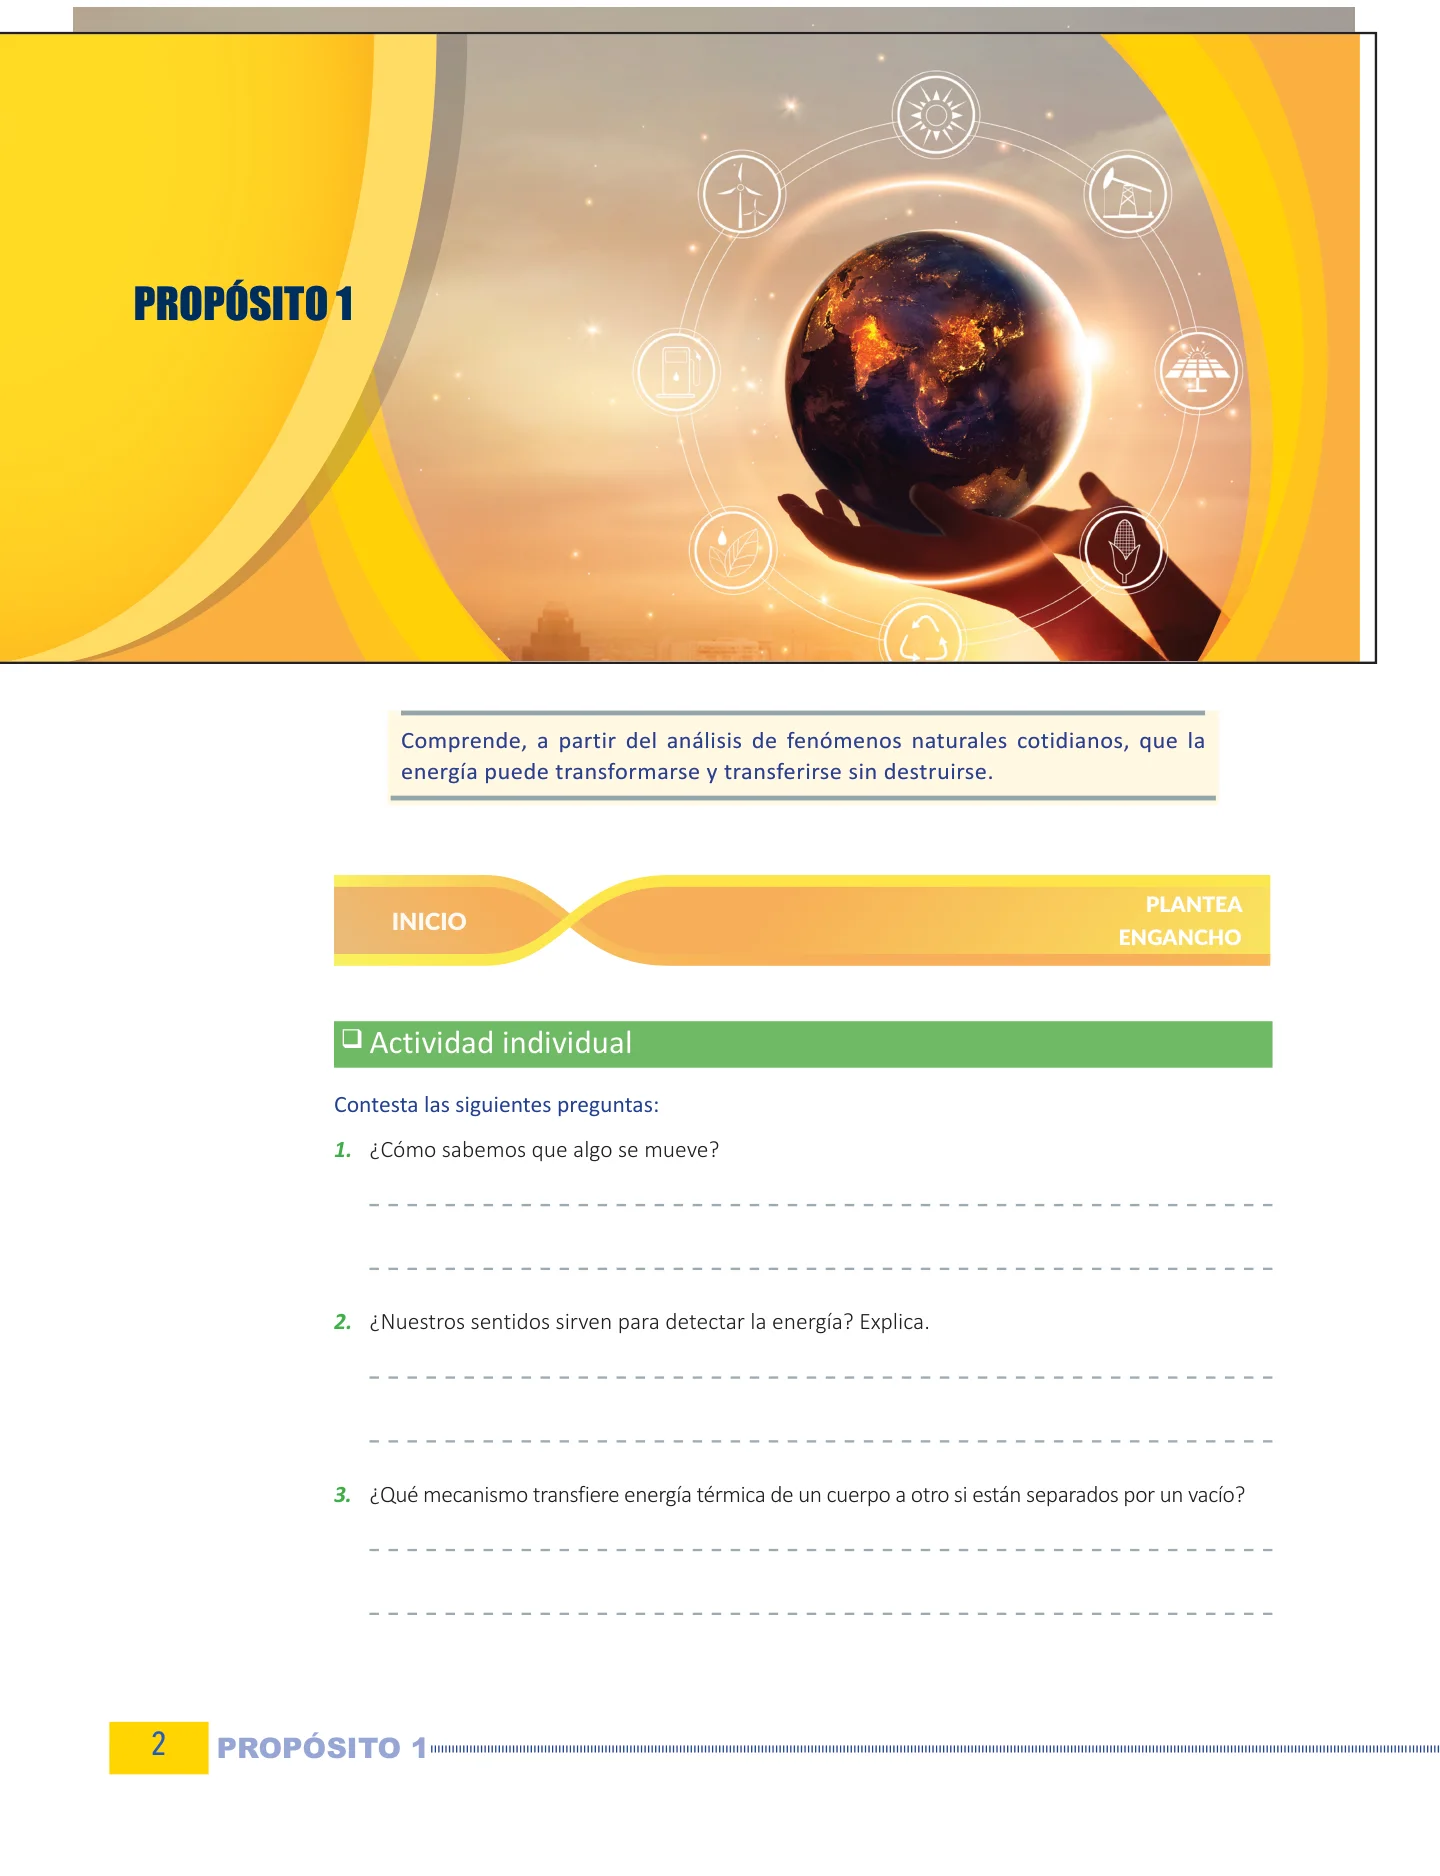 PROPÓSITO 1
Comprende, a partir del análisis de fenómenos naturales cotidianos, que la
energía puede transformarse y transferirse sin destruirse.
INICIO
PLANTEA
ENGANCHO
Actividad individual
Contesta las siguientes preguntas:
1. ¿Cómo sabemos que algo se mueve?
2. ¿Nuestros sentidos sirven para detectar la energía? Explica.
3. ¿Qué mecanismo transfiere energía térmica de un cuerpo a otro si están separados por un vacío?
2 PROPÓSITO 1